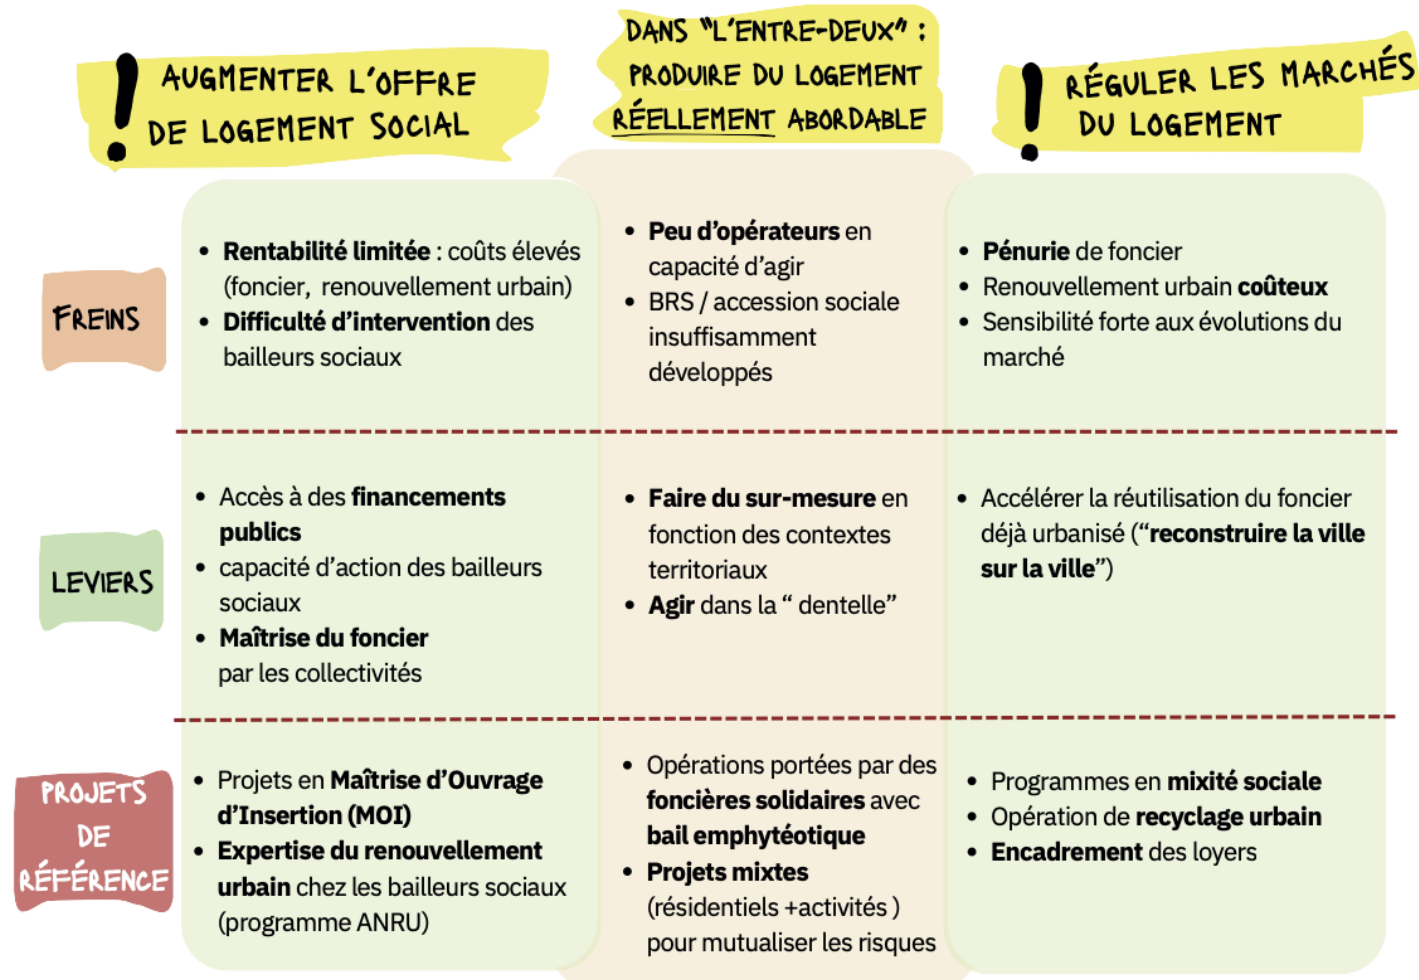 AUGMENTER L'OFFRE
DE LOGEMENT SOCIAL
DANS "L'ENTRE-DEUX" :
PRODUIRE DU LOGEMENT
RÉELLEMENT ABORDABLE
RÉGULER LES MARCHÉS
DU LOGEMENT
FREINS
• Rentabilité limitée : coûts élevés
(foncier, renouvellement urbain)
• Difficulté d'intervention des
bailleurs sociaux
• Peu d'opérateurs en
capacité d'agir
• BRS / accession sociale
insuffisamment
développés
• Pénurie de foncier
• Renouvellement urbain coûteux
• Sensibilité forte aux évolutions du
marché
LEVIERS
• Accès à des financements
publics
• capacité d'action des bailleurs
sociaux
• Maîtrise du foncier
par les collectivités
• Faire du sur-mesure en
fonction des contextes
territoriaux
• Agir dans la “ dentelle”
• Accélérer la réutilisation du foncier
déjà urbanisé (“reconstruire la ville
sur la ville”)
PROJETS
DE
RÉFÉRENCE
• Projets en Maîtrise d'Ouvrage
d'Insertion (MOI)
• Expertise du renouvellement
urbain chez les bailleurs sociaux
(programme ANRU)
• Opérations portées par des
foncières solidaires avec
bail emphytéotique
• Projets mixtes
(résidentiels +activités )
pour mutualiser les risques
• Programmes en mixité sociale
• Opération de recyclage urbain
• Encadrement des loyers